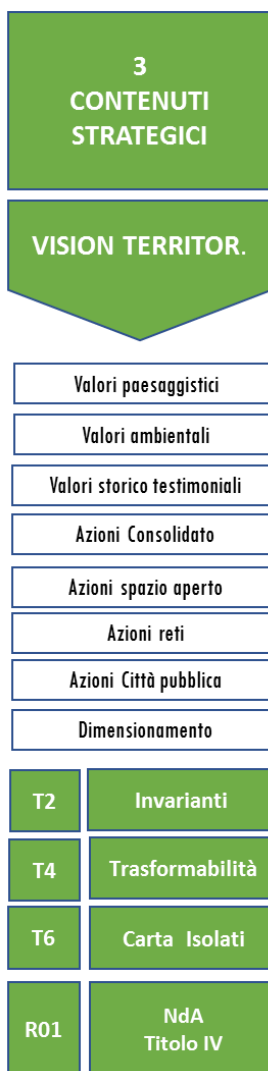 3
CONTENUTI
STRATEGICI
VISION TERRITOR.
Valori paesaggistici
Valori ambientali
Valori storico testimoniali
Azioni Consolidato
Azioni spazio aperto
Azioni reti
Azioni Città pubblica
Dimensionamento
T2 Invarianti
T4 Trasformabilità
T6 Carta Isolati
R01 NdA
Titolo IV